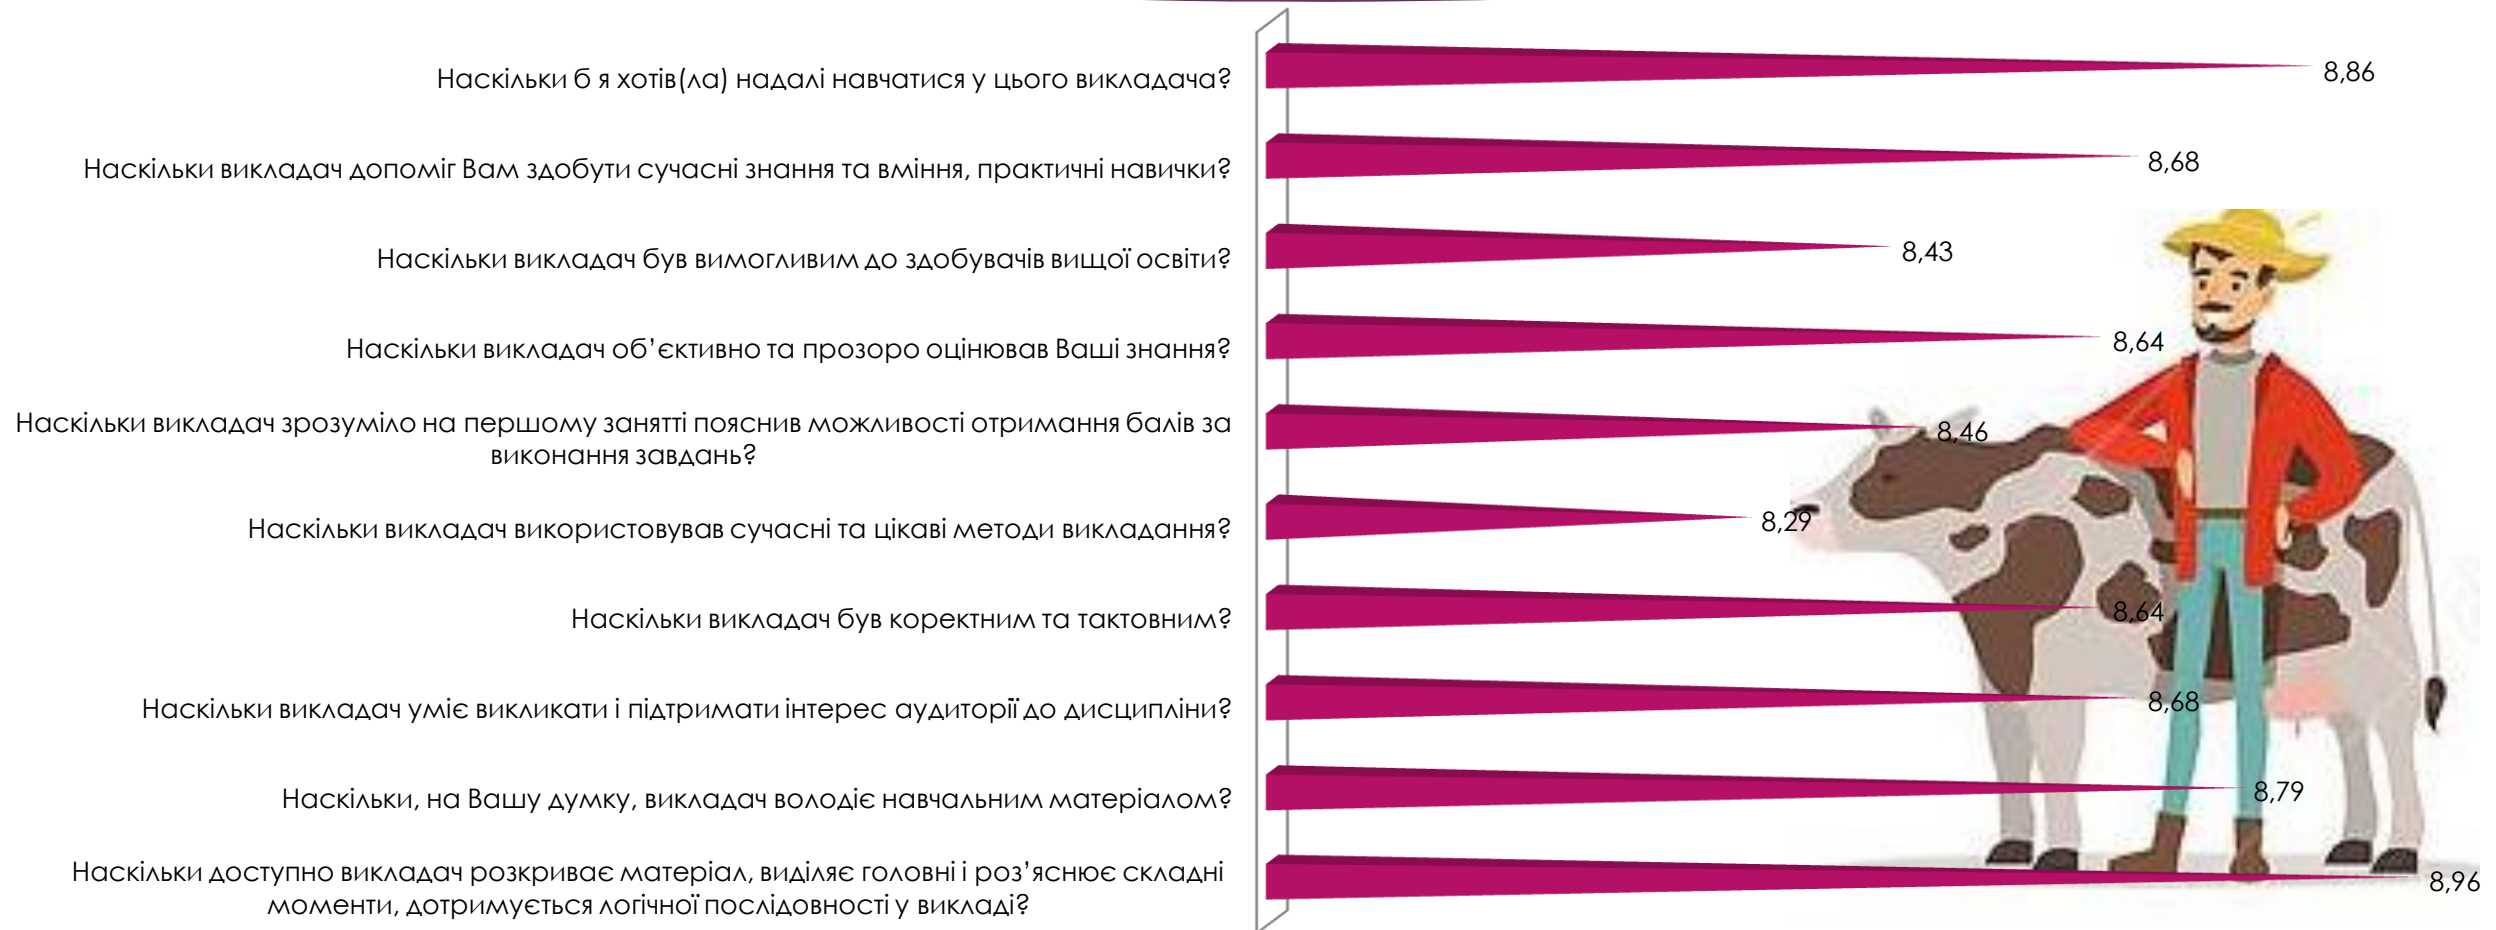 Наскільки б я хотів(ла) надалі навчатися у цього викладача?
8,86
Наскільки викладач допоміг Вам здобути сучасні знання та вміння, практичні навички?
8,68
Наскільки викладач був вимогливим до здобувачів вищої освіти?
8,43
Наскільки викладач об’єктивно та прозоро оцінював Ваші знання?
8,64
Наскільки викладач зрозуміло на першому занятті пояснив можливості отримання балів за
виконання завдань?
8,46
Наскільки викладач використовував сучасні та цікаві методи викладання?
8,29
Наскільки викладач був коректним та тактовним?
8,64
Наскільки викладач уміє викликати і підтримати інтерес аудиторії до дисципліни?
8,68
Наскільки, на Вашу думку, викладач володіє навчальним матеріалом?
8,79
Наскільки доступно викладач розкриває матеріал, виділяє головні і роз’яснює складні
моменти, дотримується логічної послідовності у викладі?
8,96